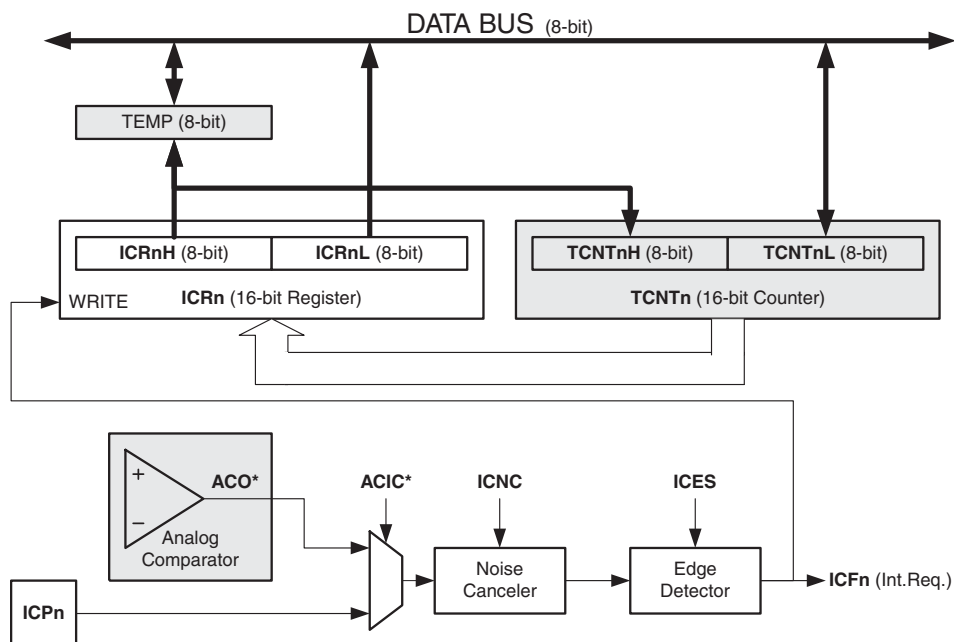 DATA BUS (8-bit)
TEMP (8-bit)
ICRnH (8-bit)
ICRnL (8-bit)
TCNTnH (8-bit)
TCNTnL (8-bit)
WRITE
ICRn (16-bit Register)
TCNTn (16-bit Counter)
+
−
ACO*
Analog
Comparator
ACIC*
ICNC
ICES
Noise
Canceler
Edge
Detector
ICFn (Int.Req.)
ICPn